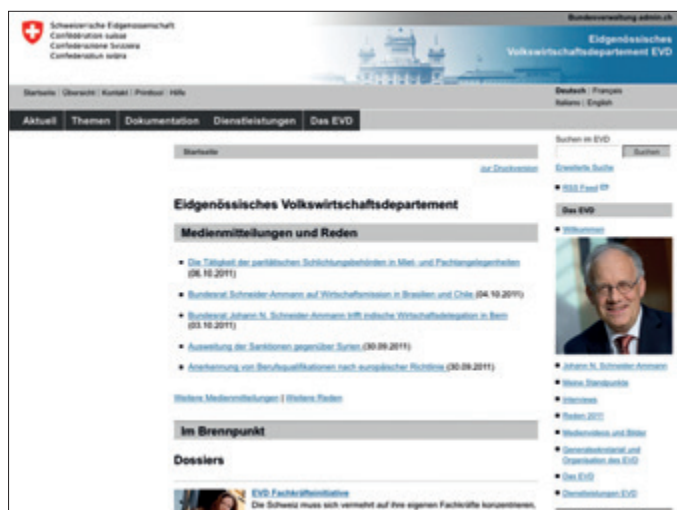 Schweizerische Eidgenossenschaft
Confédération suisse
Confederazione Svizzera
Confederaziun svizra
Bundesverwaltung admin.ch
Eidgenössisches
Volkswirtschaftsdepartement EVD
Startseite | Übersicht | Kontakt | Printtool | Hilfe
Deutsch | Français
Italiano | English
Aktuell
Themen
Dokumentation
Dienstleistungen
Das EVD
Startseite
zur Druckversion
Eidgenössisches Volkswirtschaftsdepartement
Medienmitteilungen und Reden
Die Tätigkeit der paritätischen Schlichtungsbehörden in Miet- und Pachtangelegenheiten
(06.10.2011)
Bundesrat Schneider-Ammann auf Wirtschaftsmission in Brasilien und Chile (04.10.2011)
Bundesrat Johann N. Schneider-Ammann trifft indische Wirtschaftsdelegation in Bern
(03.10.2011)
Ausweitung der Sanktionen gegenüber Syrien (30.09.2011)
Anerkennung von Berufsqualifikationen nach europäischer Richtlinie (30.09.2011)
Weitere Medienmitteilungen | Weitere Reden
Im Brennpunkt
Dossiers
EVD Fachkräfteinitiative
Die Schweiz muss sich vermehrt auf ihre eigenen Fachkräfte konzentrieren,
Suchen im EVD
Suchen
Erweiterte Suche
RSS Feed
Das EVD
Willkommen
Johann N. Schneider-Ammann
Meine Standpunkte
Interviews
Reden 2011
Medienvideos und Bilder
Generalsekretariat und
Organisation des EVD
Das EVD
Dienstleistungen EVD